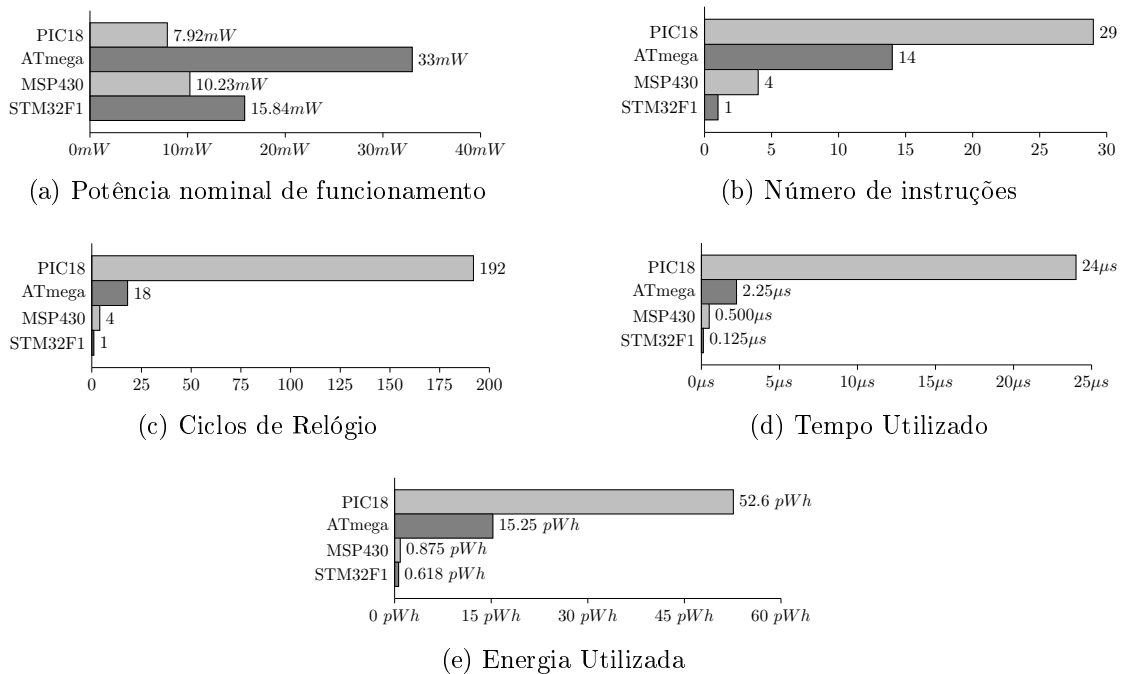 PIC18 7.92mW
ATmega 33mW
MSP430 10.23mW
STM32F1 15.84mW
0mW 10mW 20mW 30mW 40mW
(a) Potência nominal de funcionamento
PIC18 29
ATmega 14
MSP430 4
STM32F1 1
0 5 10 15 20 25 30
(b) Número de instruções
PIC18 192
ATmega 18
MSP430 4
STM32F1 1
0 25 50 75 100 125 150 175 200
(c) Ciclos de Relógio
PIC18 24μs
ATmega 2.25μs
MSP430 0.500μs
STM32F1 0.125μs
0μs 5μs 10μs 15μs 20μs 25μs
(d) Tempo Utilizado
PIC18 52.6 pWh
ATmega 15.25 pWh
MSP430 0.875 pWh
STM32F1 0.618 pWh
0 pWh 15 pWh 30 pWh 45 pWh 60 pWh
(e) Energia Utilizada